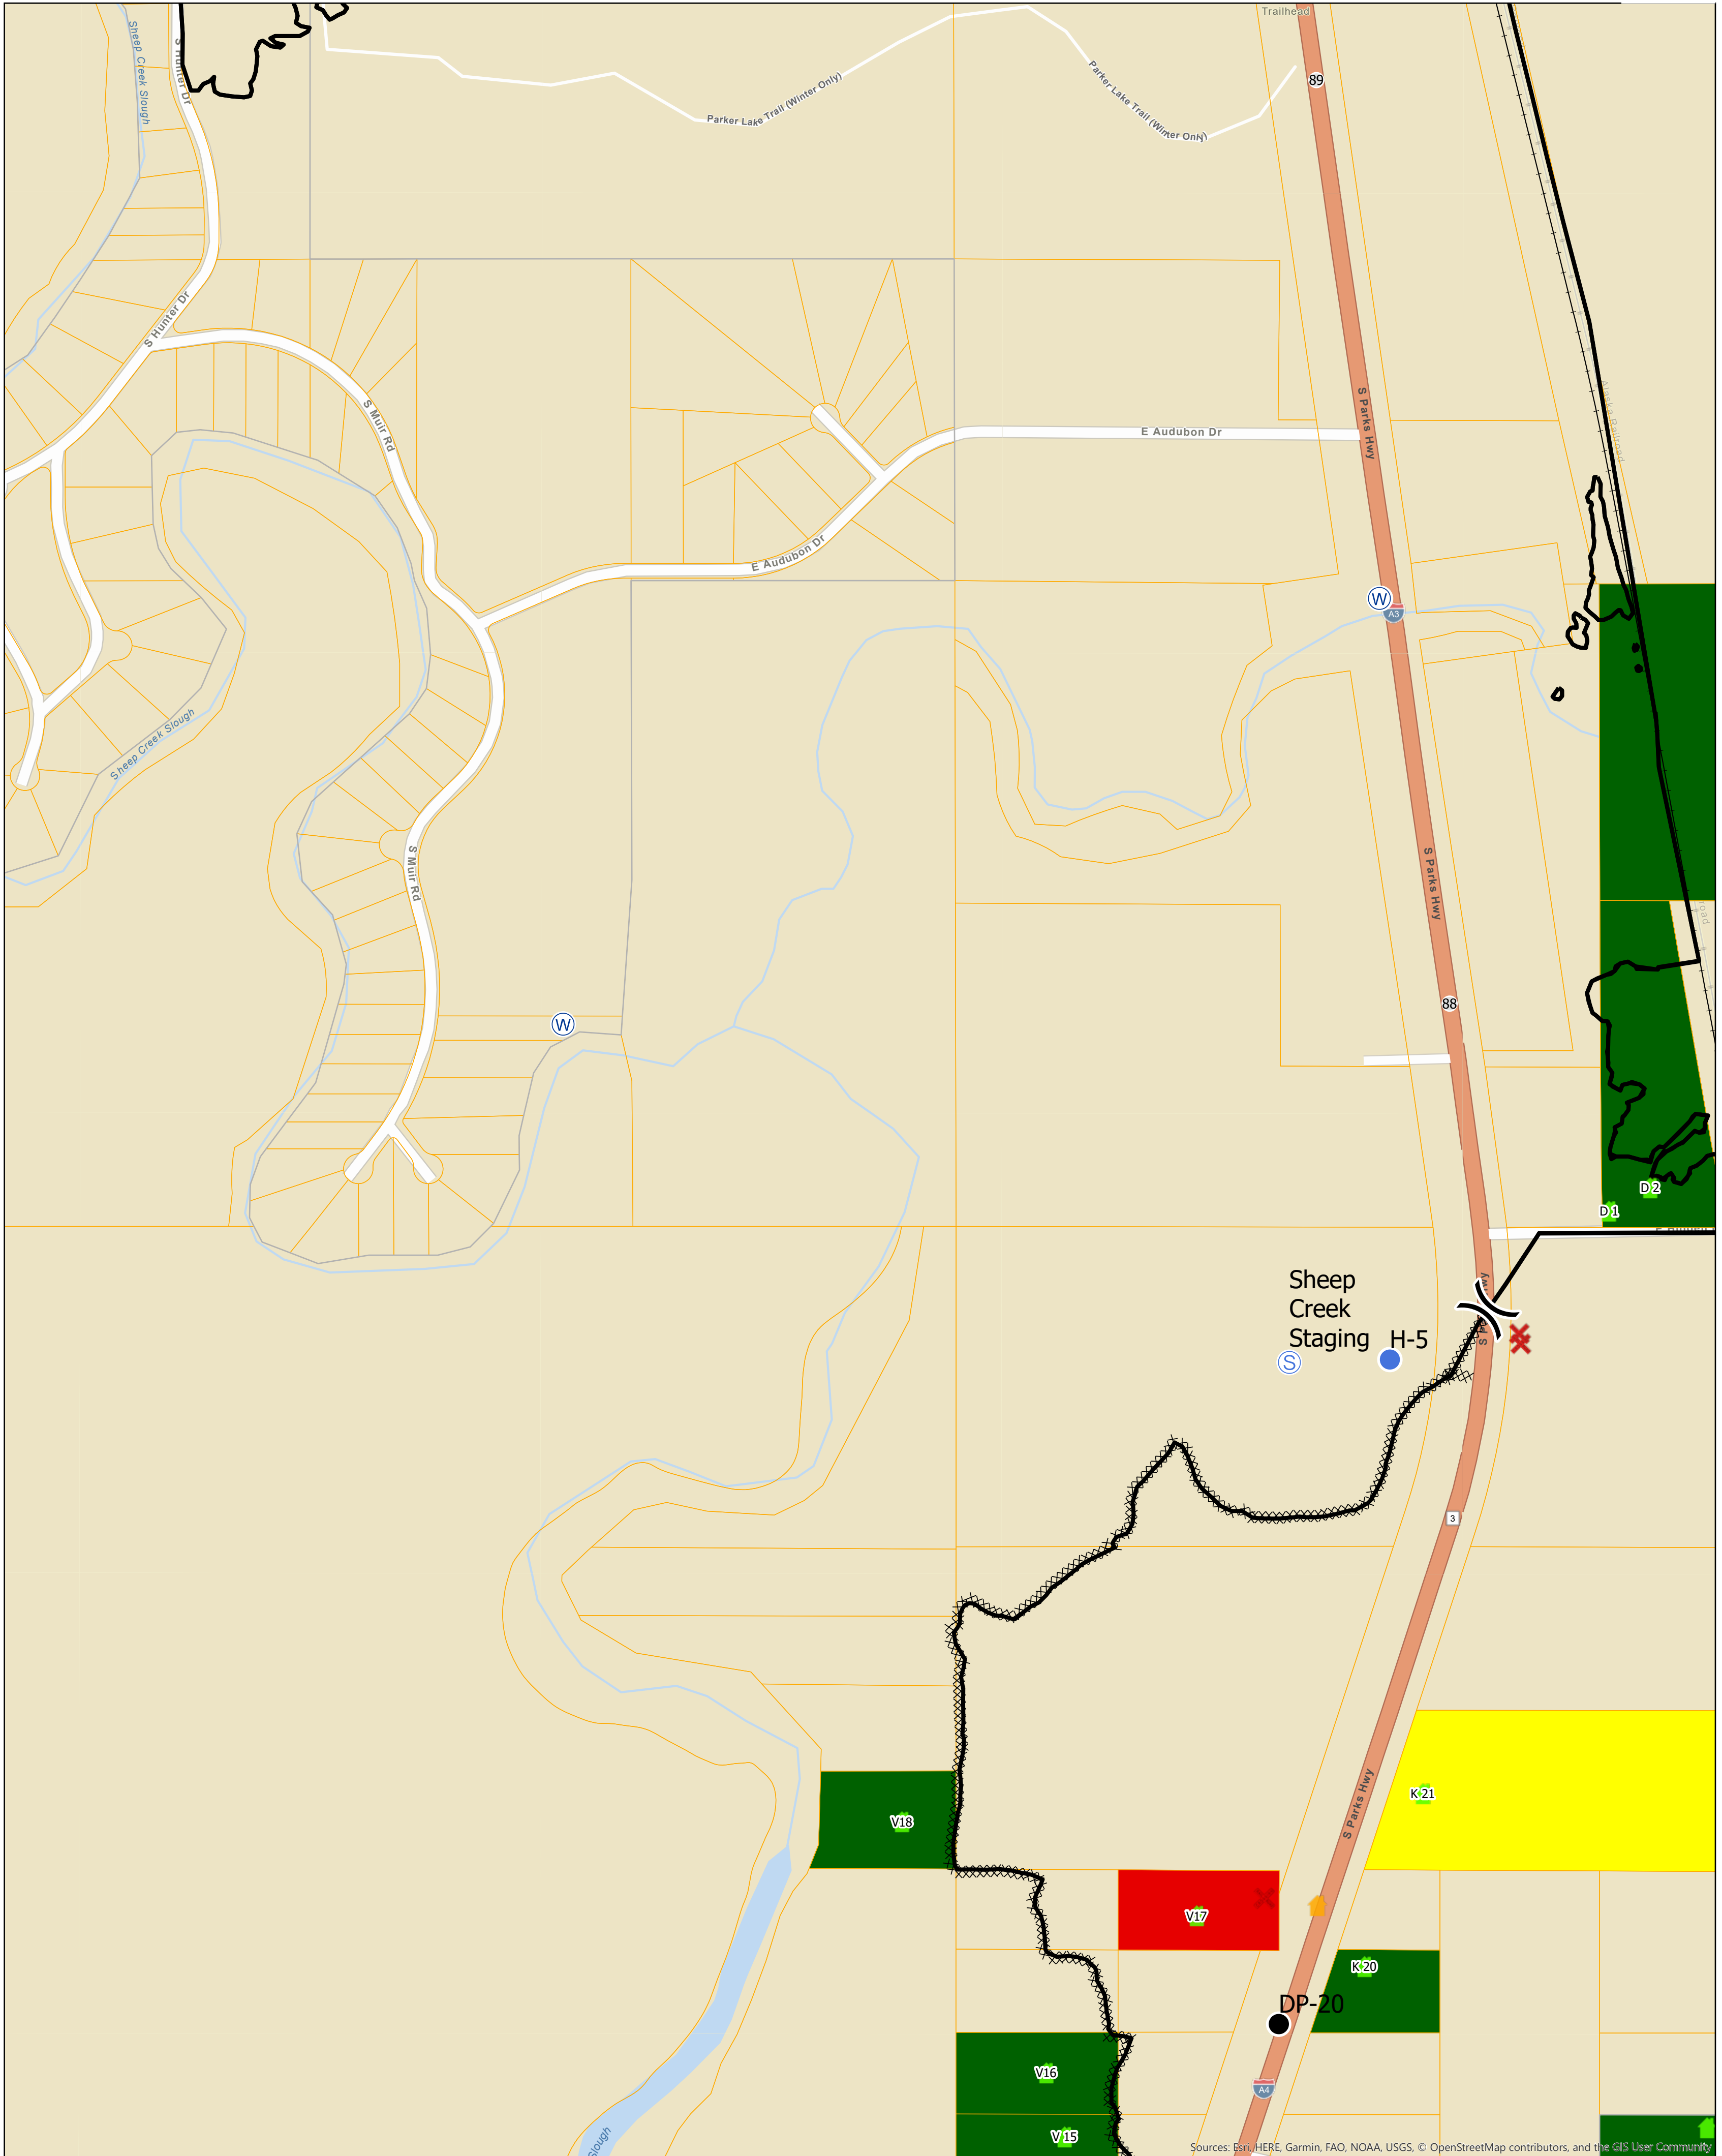 Trailhead
Sheep Creek Slough
S Hunter Dr
89
Parker Lake Trail (Winter Only)
Parker Lake Trail (Winter Only)
S Hunter Dr
S Muir Rd
Alaska Railroad
S Parks Hwy
E Audubon Dr
E Audubon Dr
W
A3
Sheep Creek Slough
S Muir Rd
S Parks Hwy
road
88
W
D 2
D 1
Sheep
Creek
Staging
H-5
S
3
S Parks Hwy
K 21
V18
V17
K 20
DP-20
V16
A4
V 15
Slough
Sources: Esri, HERE, Garmin, FAO, NOAA, USGS, © OpenStreetMap contributors, and the GIS User Community